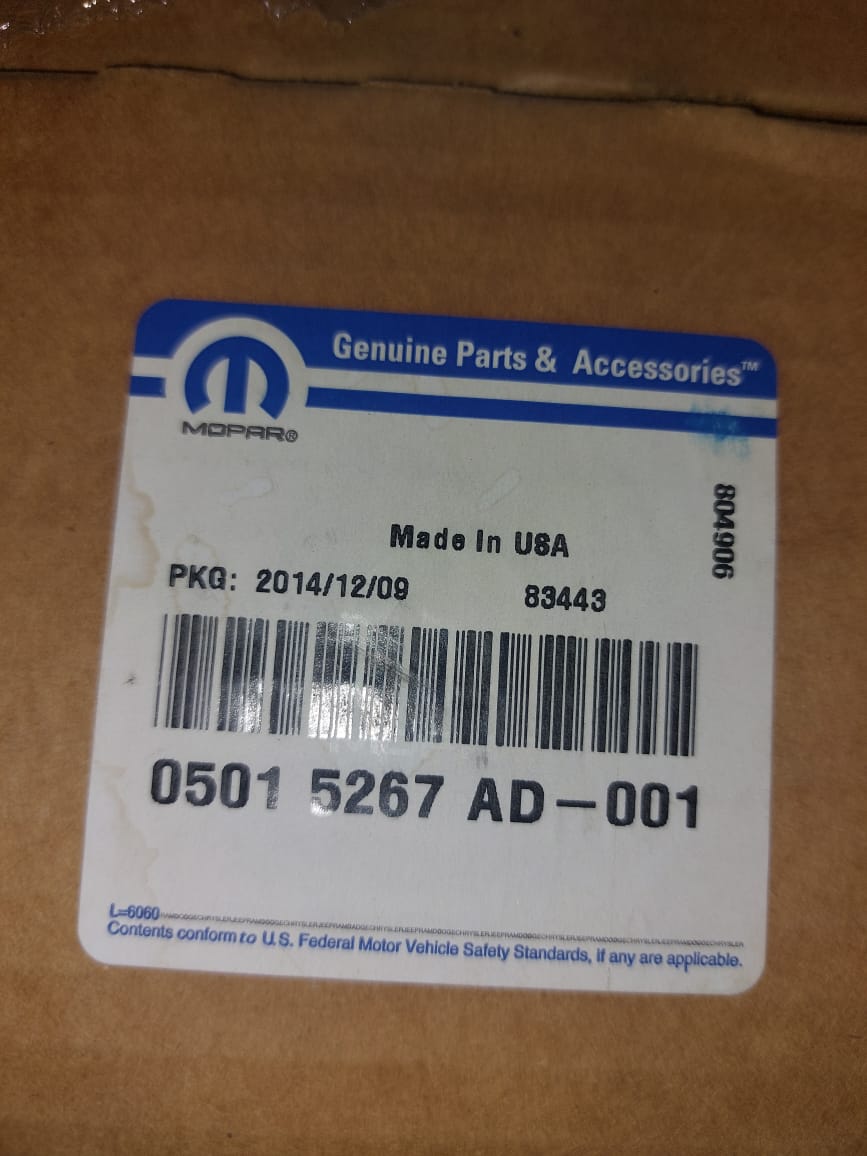 Genuine Parts & Accessories™
MOPAR®
804906
Made In USA
PKG: 2014/12/09 83443
0501 5267 AD-001
L=6060
Contents conform to U.S. Federal Motor Vehicle Safety Standards, if any are applicable.